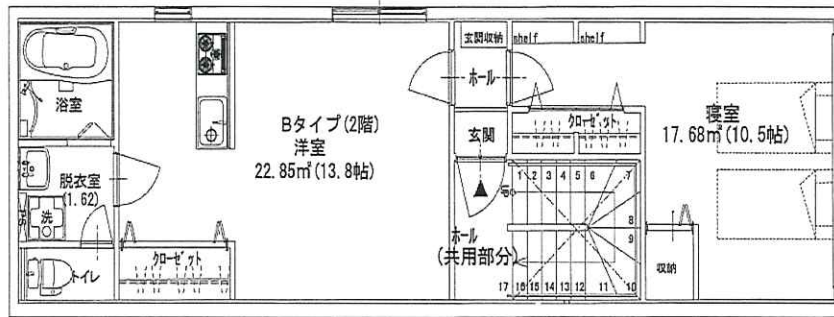 玄関収納
shelf
shelf
ホール
浴室
Bタイプ(2階)
洋室
22.85㎡(13.8帖)
玄関
クローゼット
寝室
17.68㎡(10.5帖)
脱衣室
(1.62)
洗
トイレ
クローゼット
ホール
(共用部分)
UP
1 2 3 4 5 6 7
8
9
17 16 15 14 13 12 11 10
収納